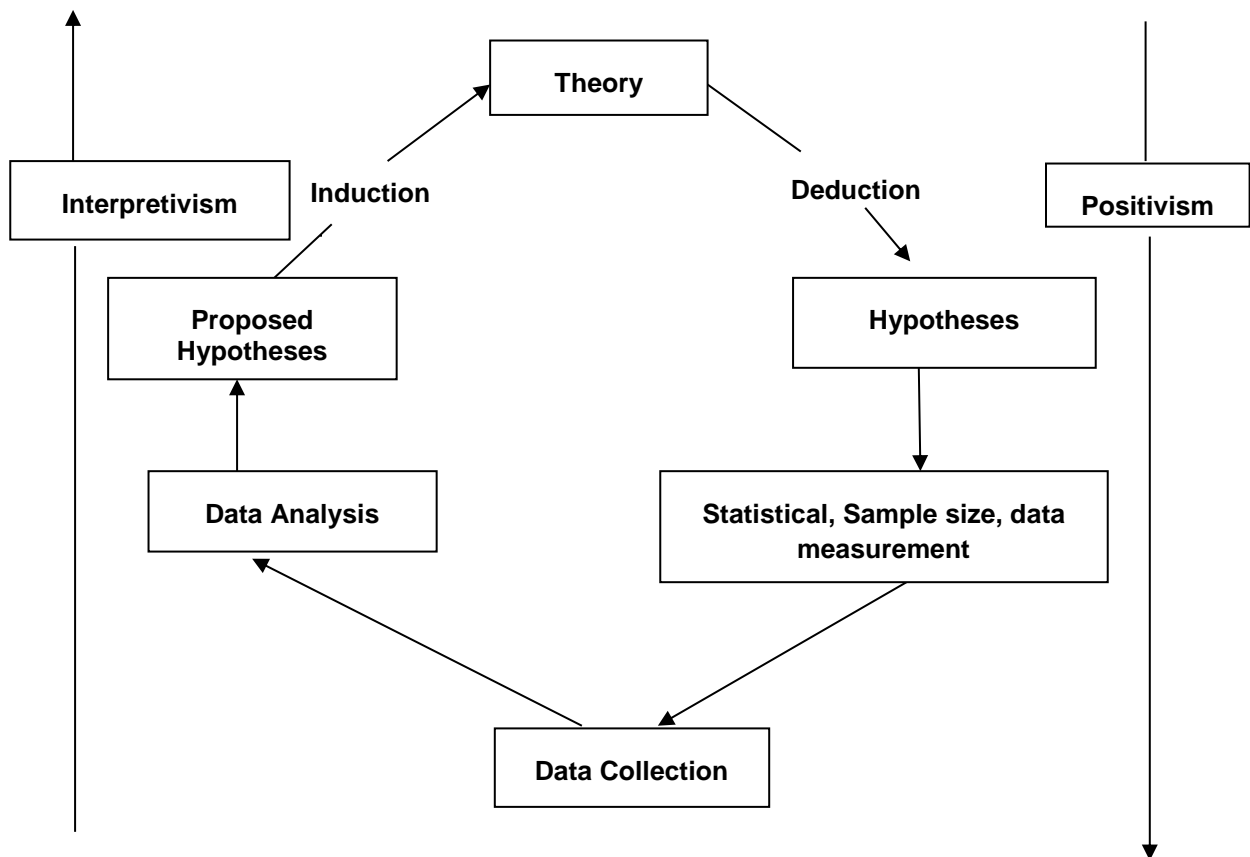 Theory
Interpretivism
Induction
Deduction
Positivism
Proposed
Hypotheses
Hypotheses
Data Analysis
Statistical, Sample size, data
measurement
Data Collection